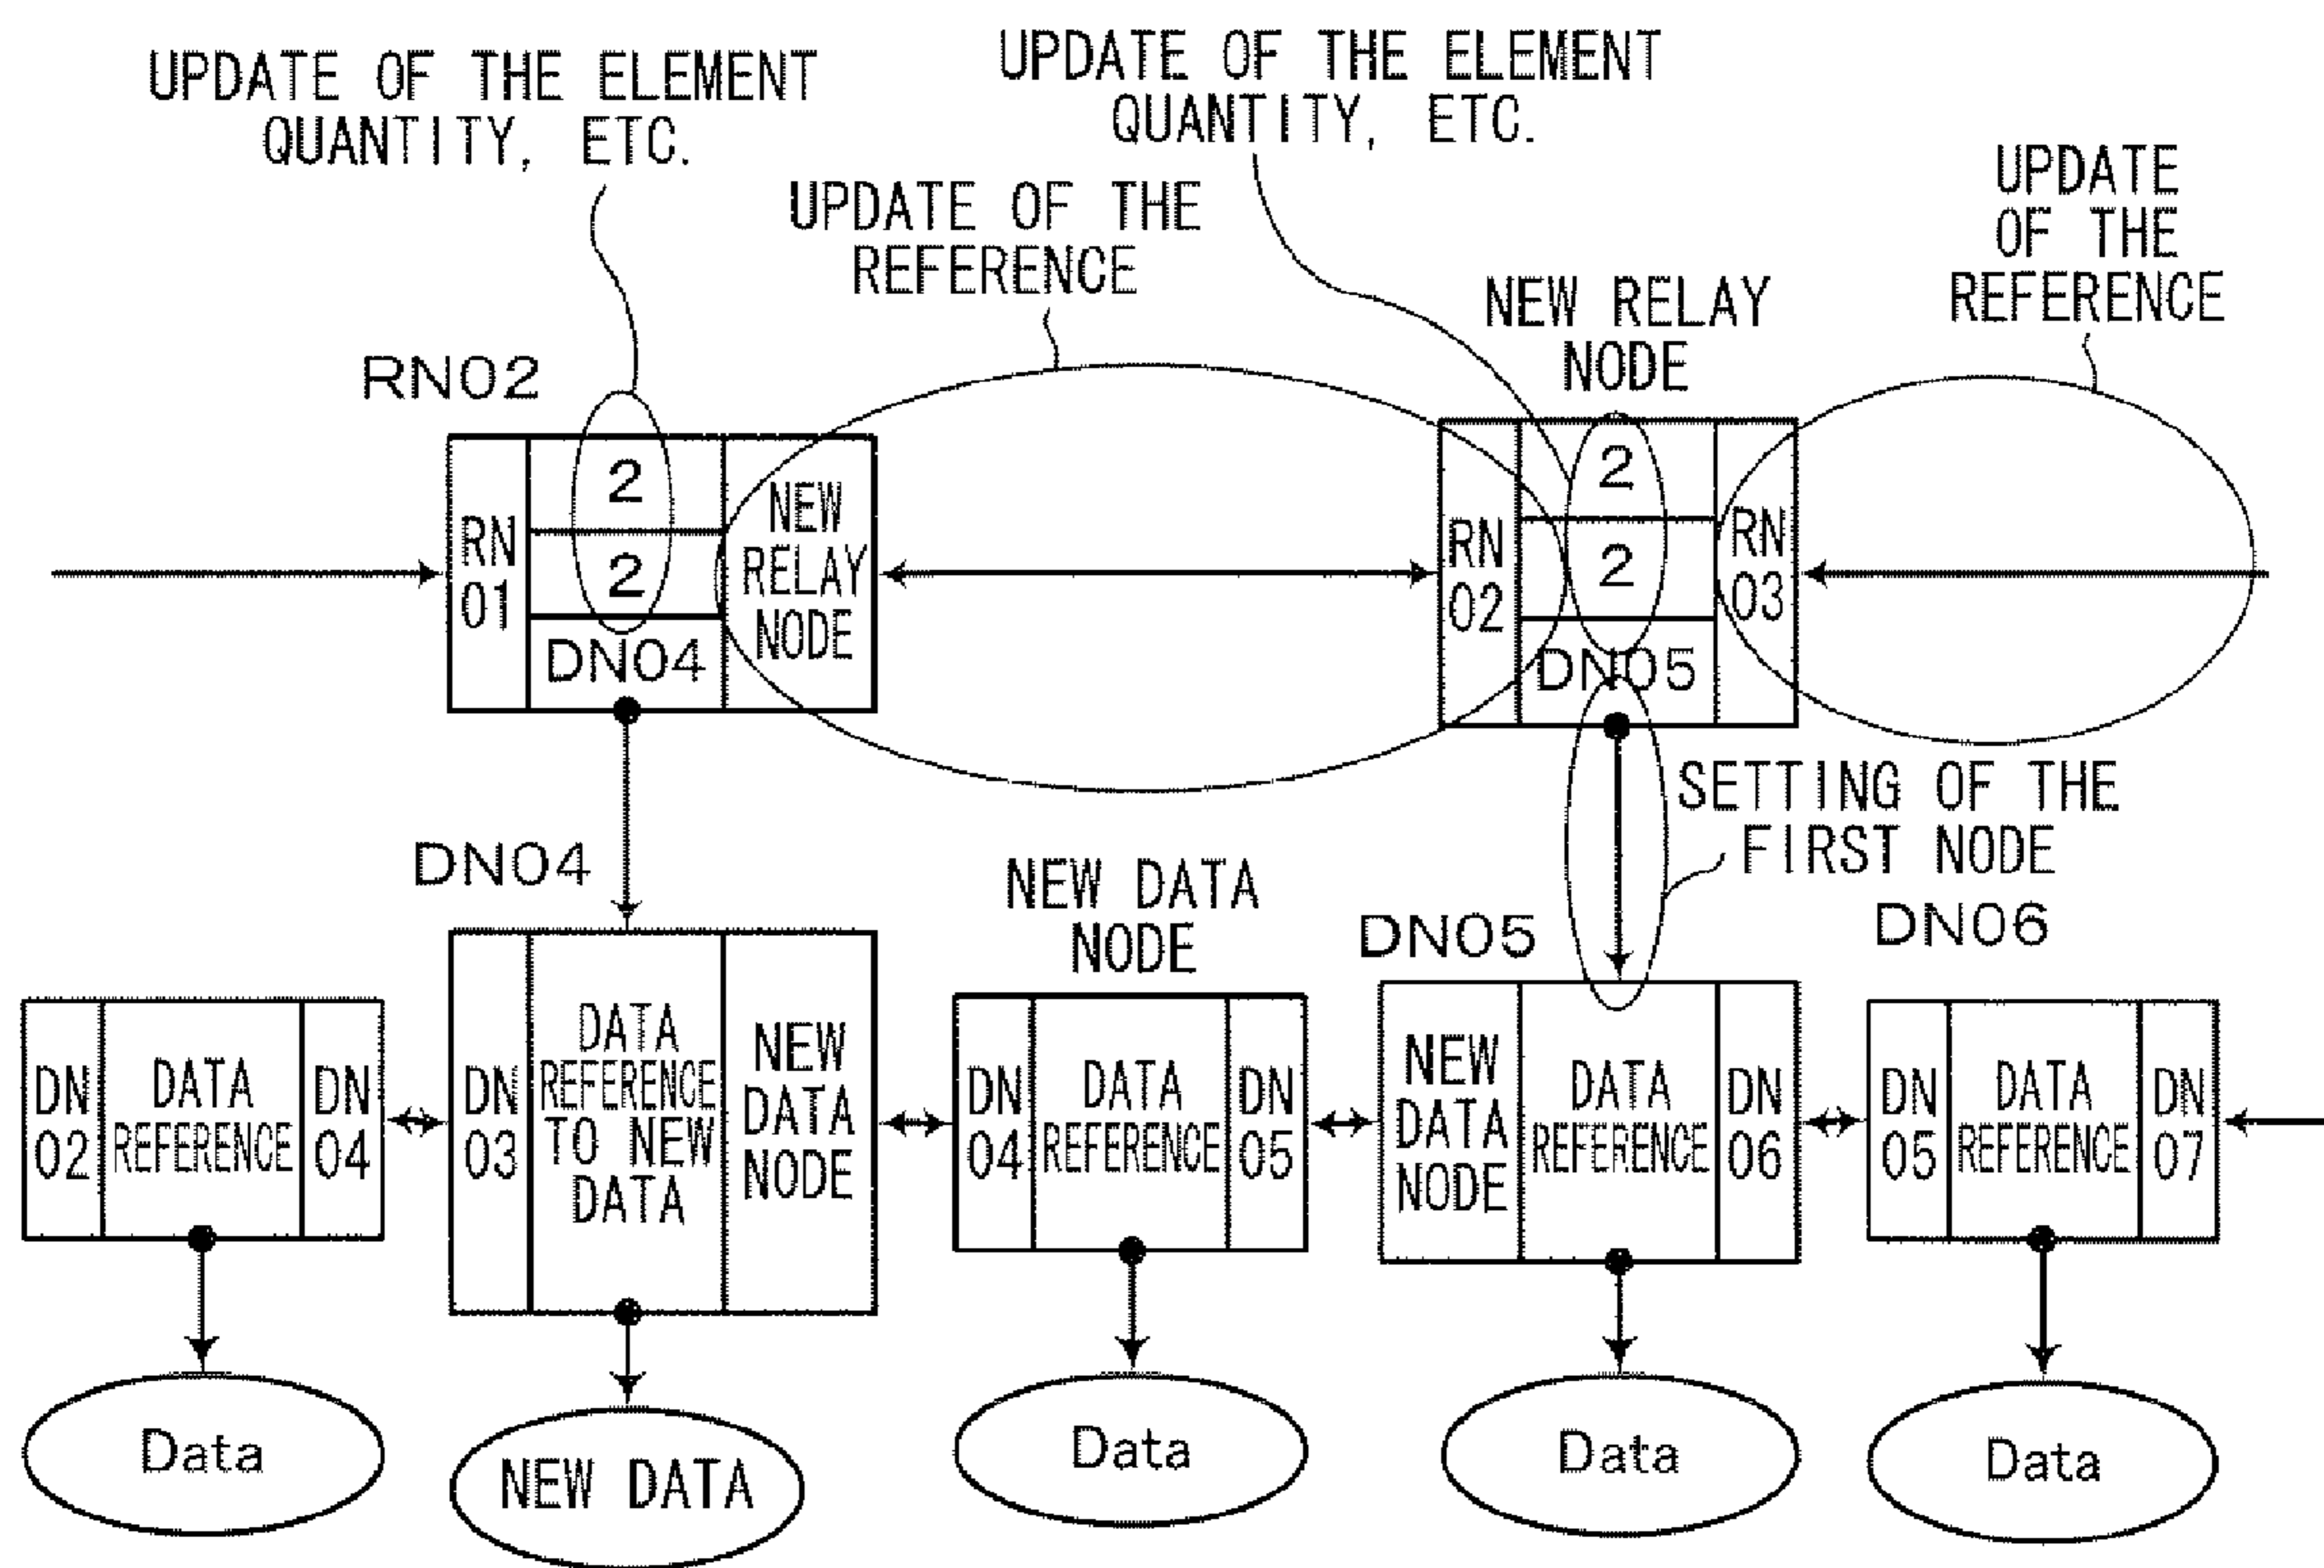 UPDATE OF THE ELEMENT
QUANTITY, ETC.
UPDATE OF THE ELEMENT
QUANTITY, ETC.
UPDATE OF THE
REFERENCE
UPDATE
OF THE
REFERENCE
NEW RELAY
NODE
RN02
RN
01
2
2
DN04
NEW
RELAY
NODE
RN
02
2
2
DN05
RN
03
SETTING OF THE
FIRST NODE
DN04
NEW DATA
NODE
DN05
DN06
DN
02
DATA
REFERENCE
DN
04
DN
03
DATA
REFERENCE
TO NEW
DATA
NEW
DATA
NODE
DN
04
DATA
REFERENCE
DN
05
NEW
DATA
NODE
DATA
REFERENCE
DN
06
DN
05
DATA
REFERENCE
DN
07
Data
NEW DATA
Data
Data
Data